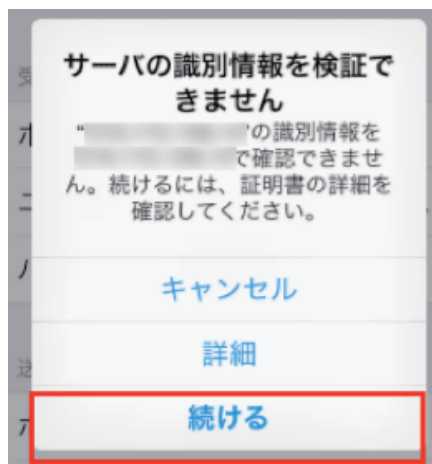 サーバの識別情報を検証で
きません
“ ”の識別情報を
で確認できませ
ん。続けるには、証明書の詳細を
確認してください。
キャンセル
詳細
続ける